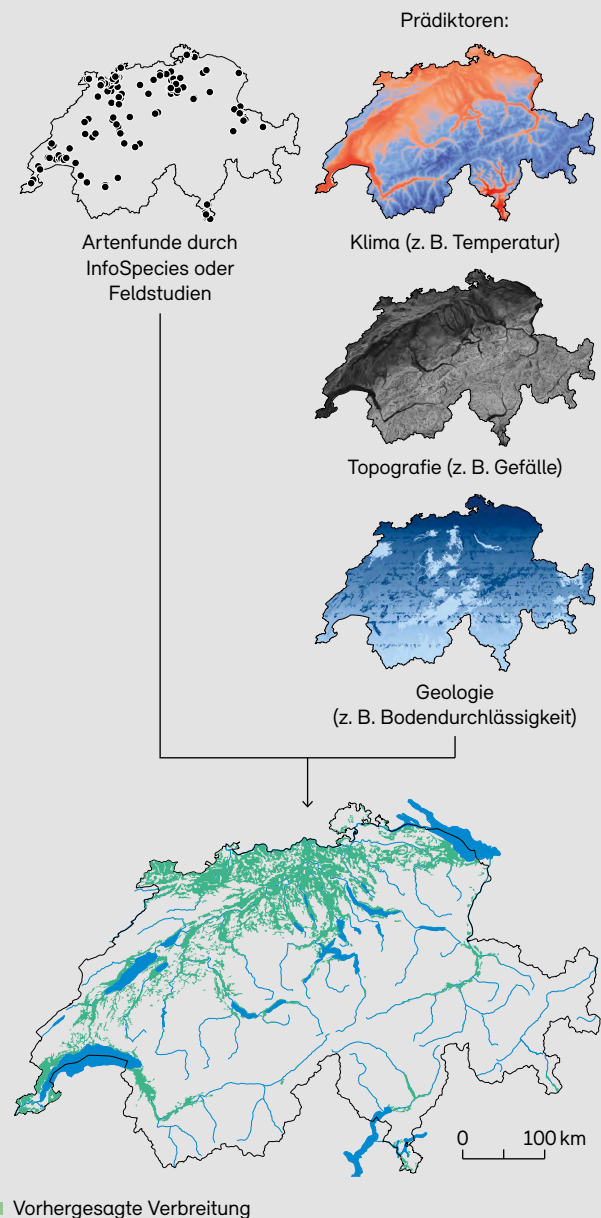 Prädiktoren:
Artenfunde durch
InfoSpecies oder
Feldstudien
Klima (z. B. Temperatur)
Topografie (z. B. Gefälle)
Geologie
(z. B. Bodendurchlässigkeit)
0 100 km
Vorhergesagte Verbreitung